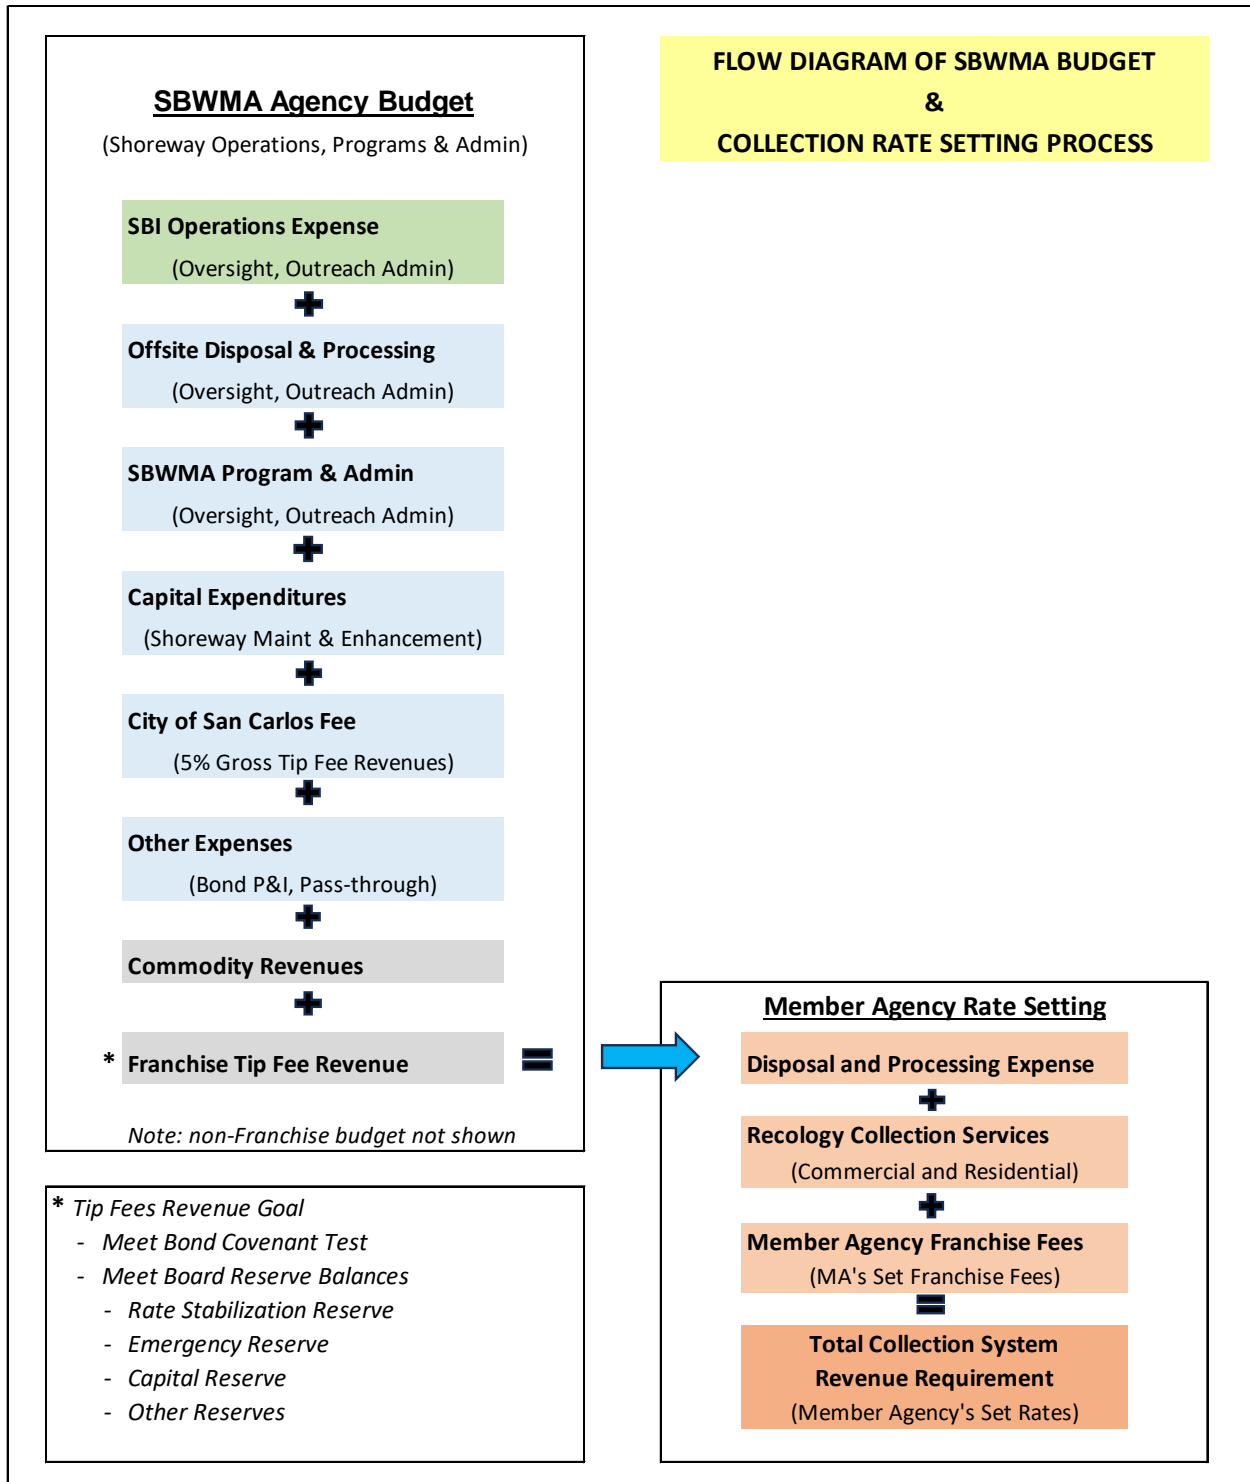 SBWMA Agency Budget
(Shoreway Operations, Programs & Admin)
SBI Operations Expense
(Oversight, Outreach Admin)
Offsite Disposal & Processing
(Oversight, Outreach Admin)
SBWMA Program & Admin
(Oversight, Outreach Admin)
Capital Expenditures
(Shoreway Maint & Enhancement)
City of San Carlos Fee
(5% Gross Tip Fee Revenues)
Other Expenses
(Bond P&I, Pass-through)
Commodity Revenues
* Franchise Tip Fee Revenue
Note: non-Franchise budget not shown
* Tip Fees Revenue Goal
- Meet Bond Covenant Test
- Meet Board Reserve Balances
- Rate Stabilization Reserve
- Emergency Reserve
- Capital Reserve
- Other Reserves
FLOW DIAGRAM OF SBWMA BUDGET
&
COLLECTION RATE SETTING PROCESS
Member Agency Rate Setting
Disposal and Processing Expense
Recology Collection Services
(Commercial and Residential)
Member Agency Franchise Fees
(MA's Set Franchise Fees)
Total Collection System
Revenue Requirement
(Member Agency's Set Rates)